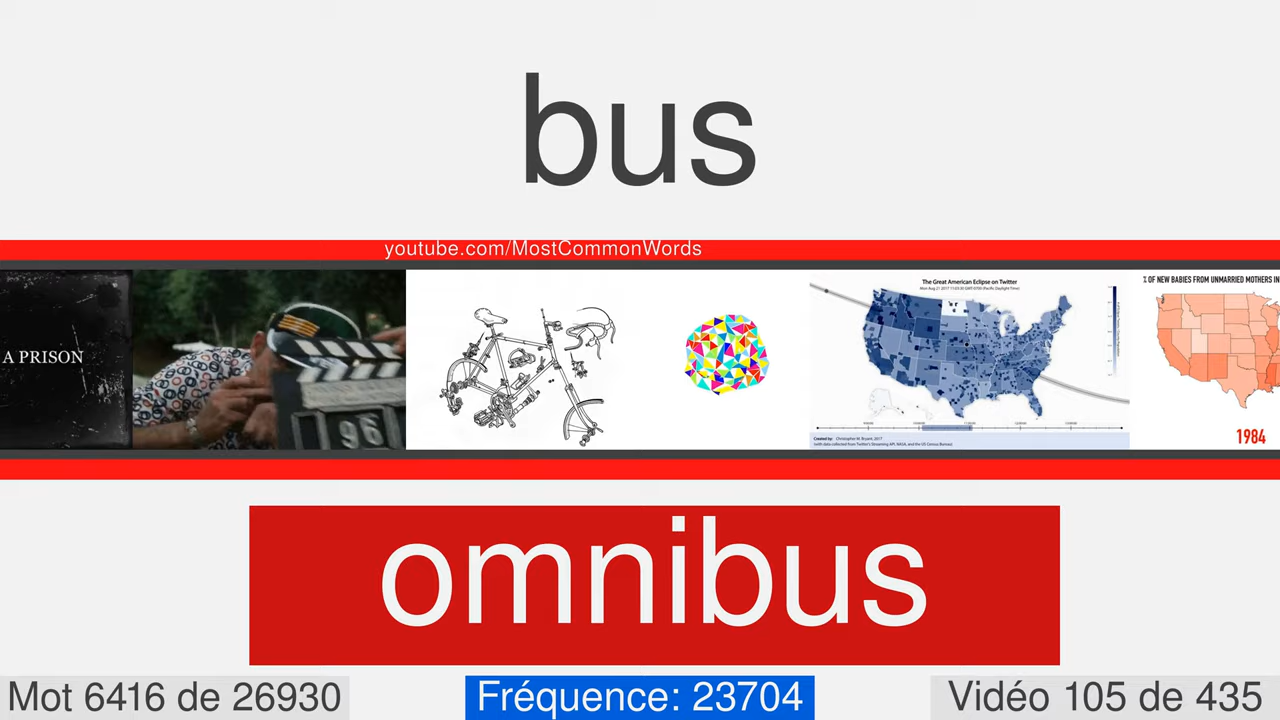 bus
youtube.com/MostCommonWords
A PRISON
The Great American Eclipse on Twitter
% OF NEW BABIES FROM UNMARRIED MOTHERS IN
1984
omnibus
Mot 6416 de 26930
Fréquence: 23704
Vidéo 105 de 435